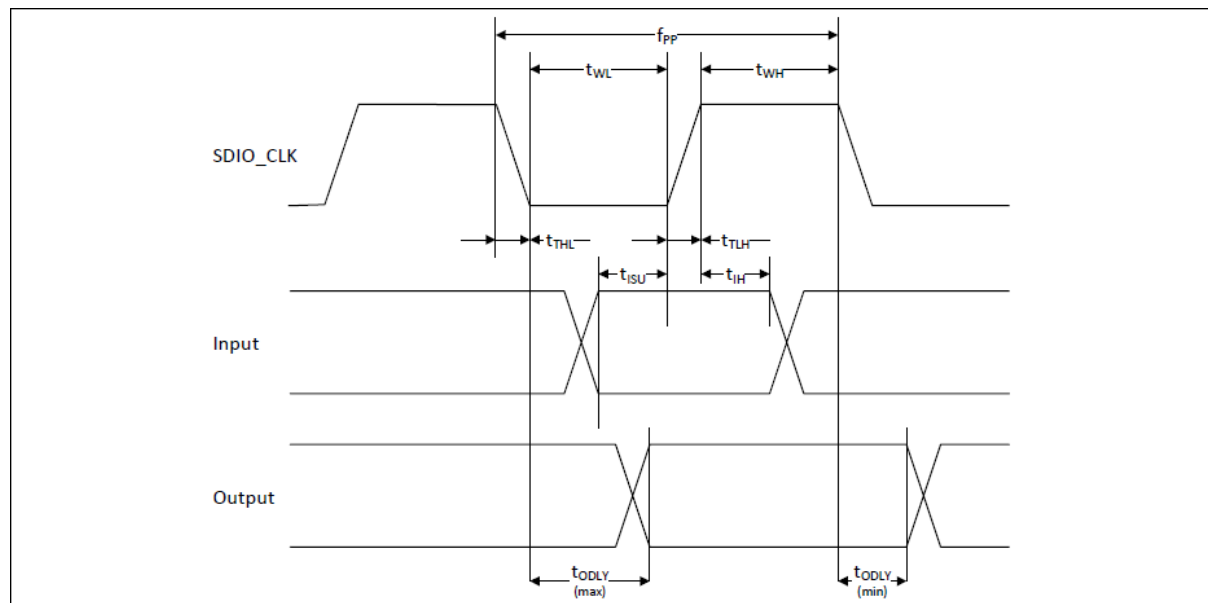 fPP
tWL
tWH
SDIO_CLK
tTHL
tTLH
tISU
tIH
Input
Output
tODLY
(max)
tODLY
(min)